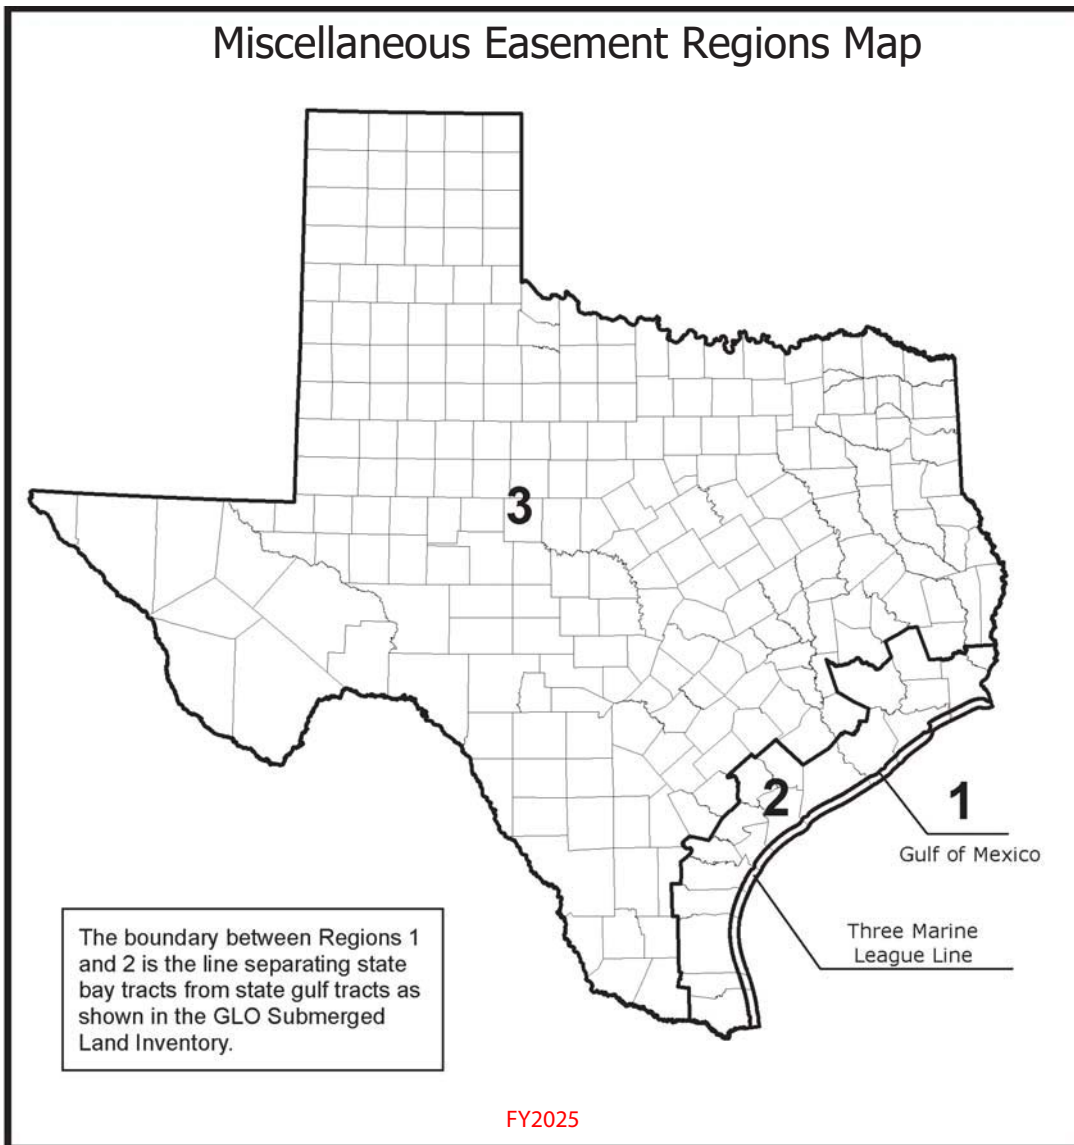 Miscellaneous Easement Regions Map
3
2
1
Gulf of Mexico
Three Marine
League Line
The boundary between Regions 1
and 2 is the line separating state
bay tracts from state gulf tracts as
shown in the GLO Submerged
Land Inventory.
FY2025